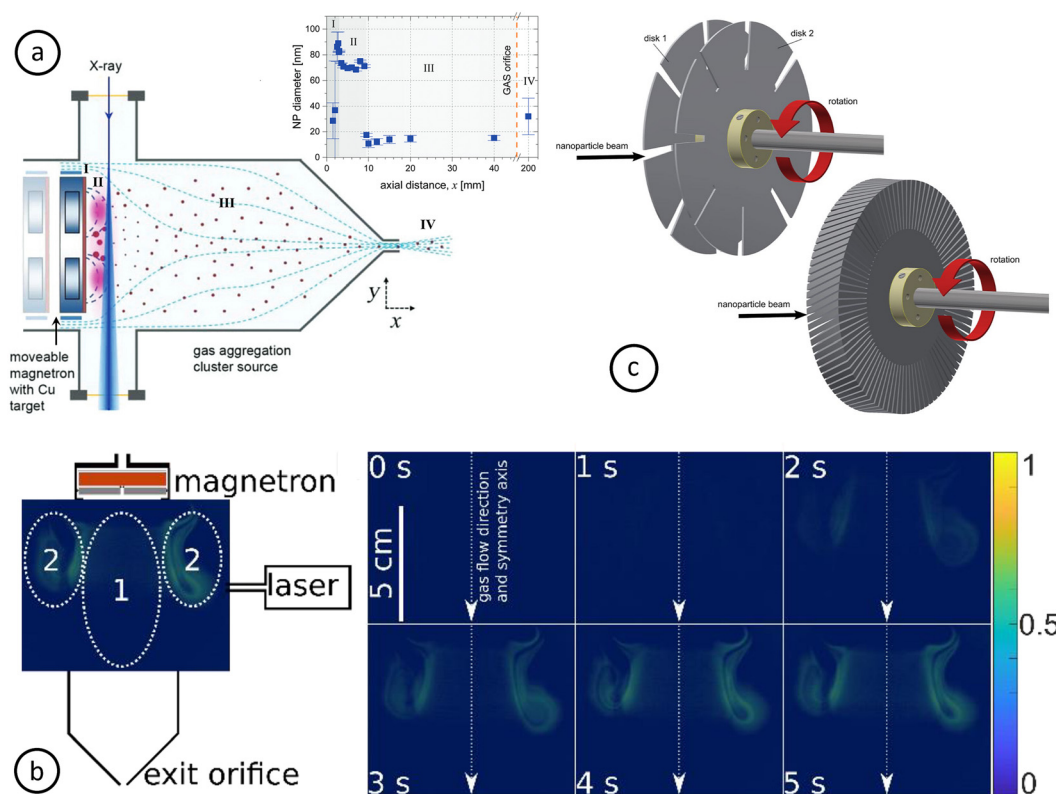 a
X-ray
I
II
III
IV
y
x
moveable
magnetron
with Cu
target
gas aggregation
cluster source
NP diameter [nm]
110
100
80
60
40
20
0
I
II
III
IV
GAS orifice
0
10
20
30
40
50
200
axial distance, x [mm]
disk 1
disk 2
rotation
nanoparticle beam
rotation
nanoparticle beam
c
b
magnetron
2
1
2
laser
exit orifice
0 s
1 s
2 s
5 cm
gas flow direction
and symmetry axis
3 s
4 s
5 s
1
0.5
0